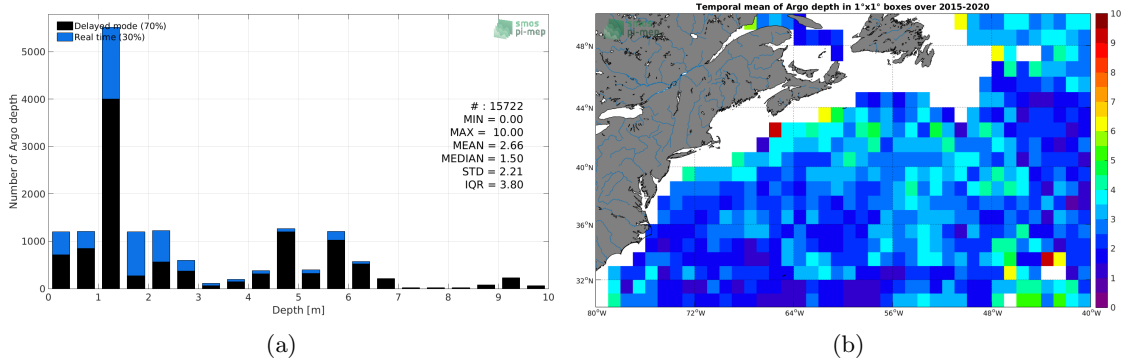 Delayed mode (70%)
Real time (30%)
smos
pi-mep
# : 15722
MIN = 0.00
MAX = 10.00
MEAN = 2.66
MEDIAN = 1.50
STD = 2.21
IQR = 3.80
Number of Argo depth
5000
4000
3000
2000
1000
0
0 1 2 3 4 5 6 7 8 9 10
Depth [m]
(a)
Temporal mean of Argo depth in 1°x1° boxes over 2015-2020
smos
pi-mep
48°N
44°N
40°N
36°N
32°N
80°W 72°W 64°W 56°W 48°W 40°W
10
9
8
7
6
5
4
3
2
1
0
(b)